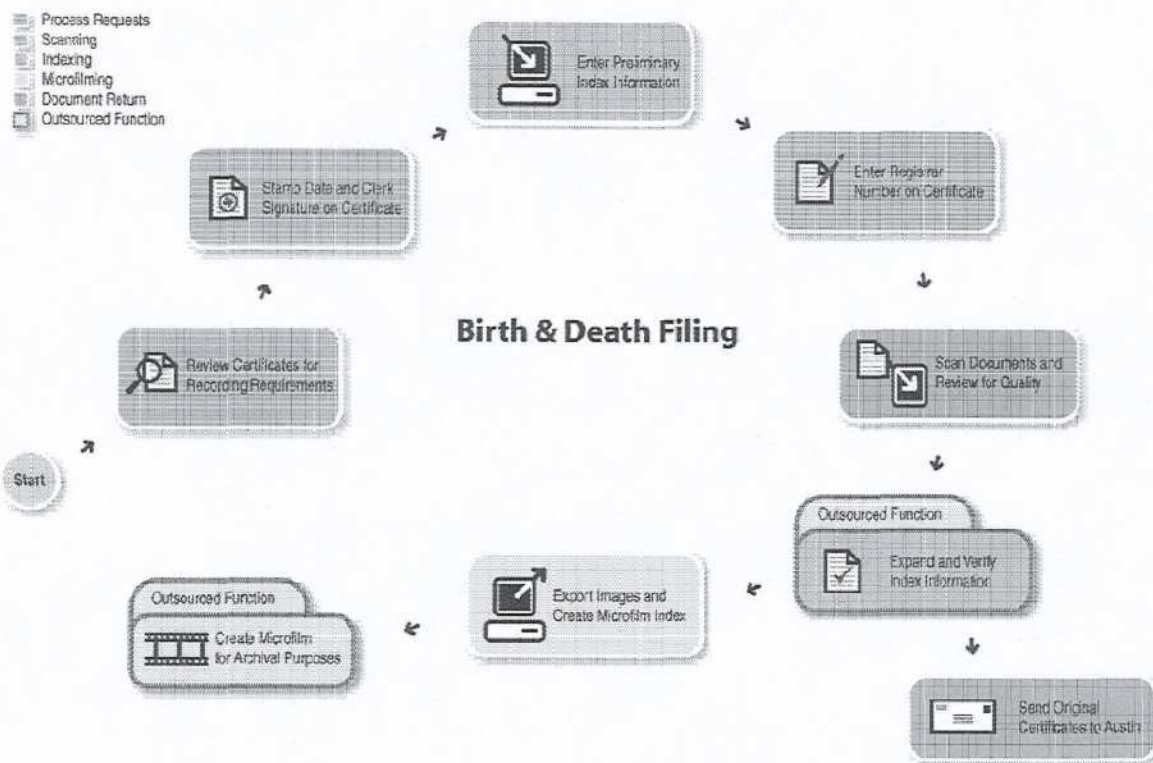 Process Requests
Scanning
Indexing
Microfilming
Document Return
Outsourced Function
Enter Preliminary
Index Information
Stamp Date and Clerk
Signature on Certificate
Enter Registrar
Number on Certificate
Birth & Death Filing
Review Certificates for
Recording Requirements
Scan Documents and
Review for Quality
Start
Outsourced Function
Expand and Verify
Index Information
Export Images and
Create Microfilm Index
Outsourced Function
Create Microfilm
for Archival Purposes
Send Original
Certificates to Austin